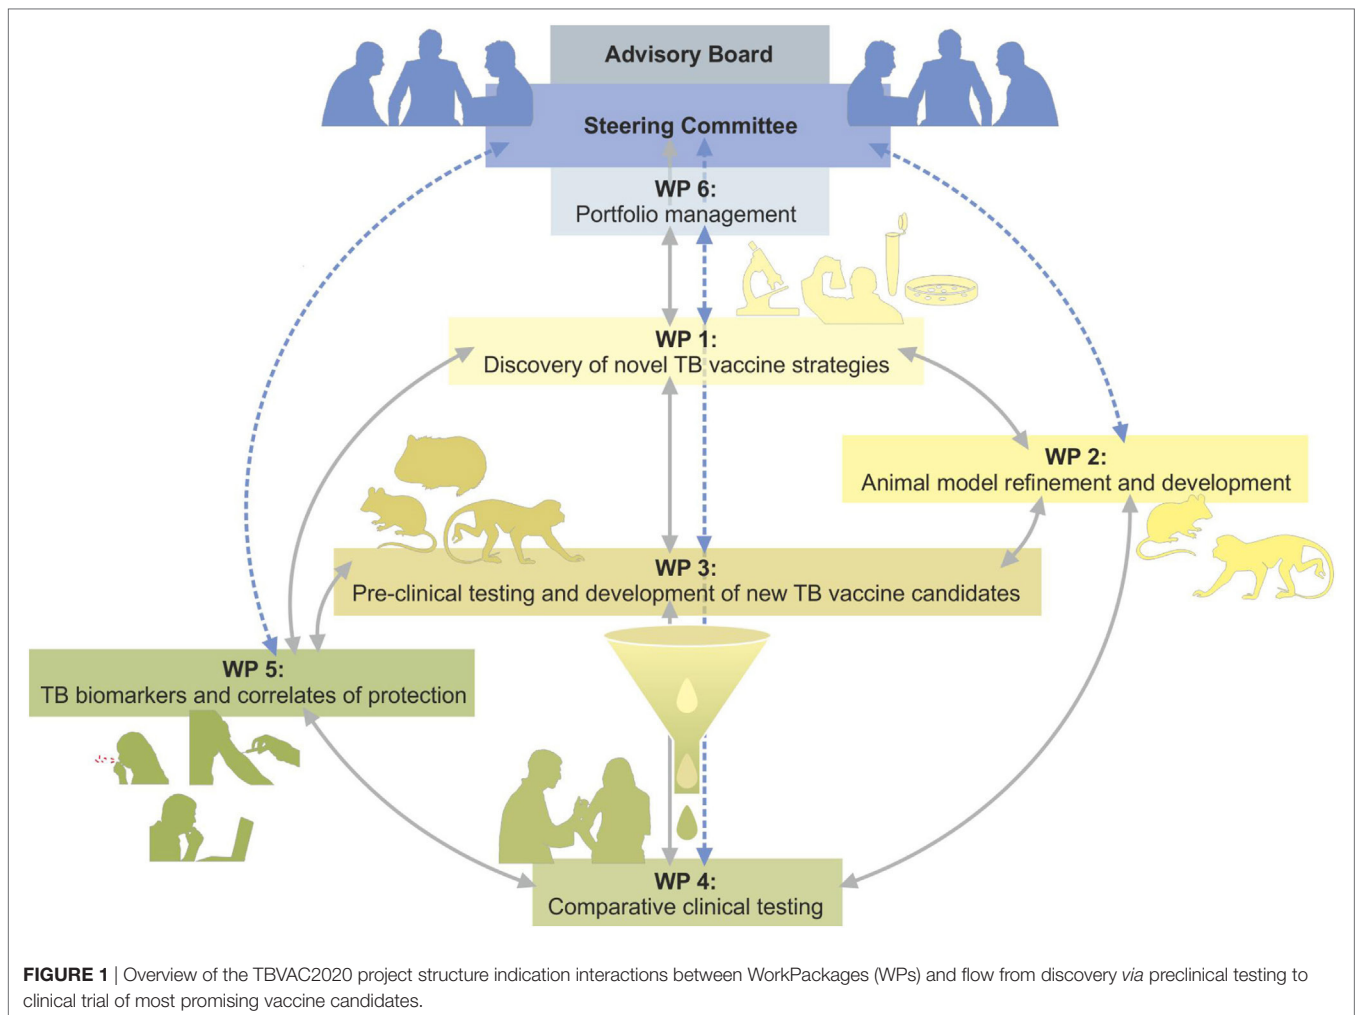 Advisory Board
Steering Committee
WP 6:
Portfolio management
WP 1:
Discovery of novel TB vaccine strategies
WP 2:
Animal model refinement and development
WP 3:
Pre-clinical testing and development of new TB vaccine candidates
WP 5:
TB biomarkers and correlates of protection
WP 4:
Comparative clinical testing
FIGURE 1 | Overview of the TBVAC2020 project structure indication interactions between WorkPackages (WPs) and flow from discovery via preclinical testing to
clinical trial of most promising vaccine candidates.